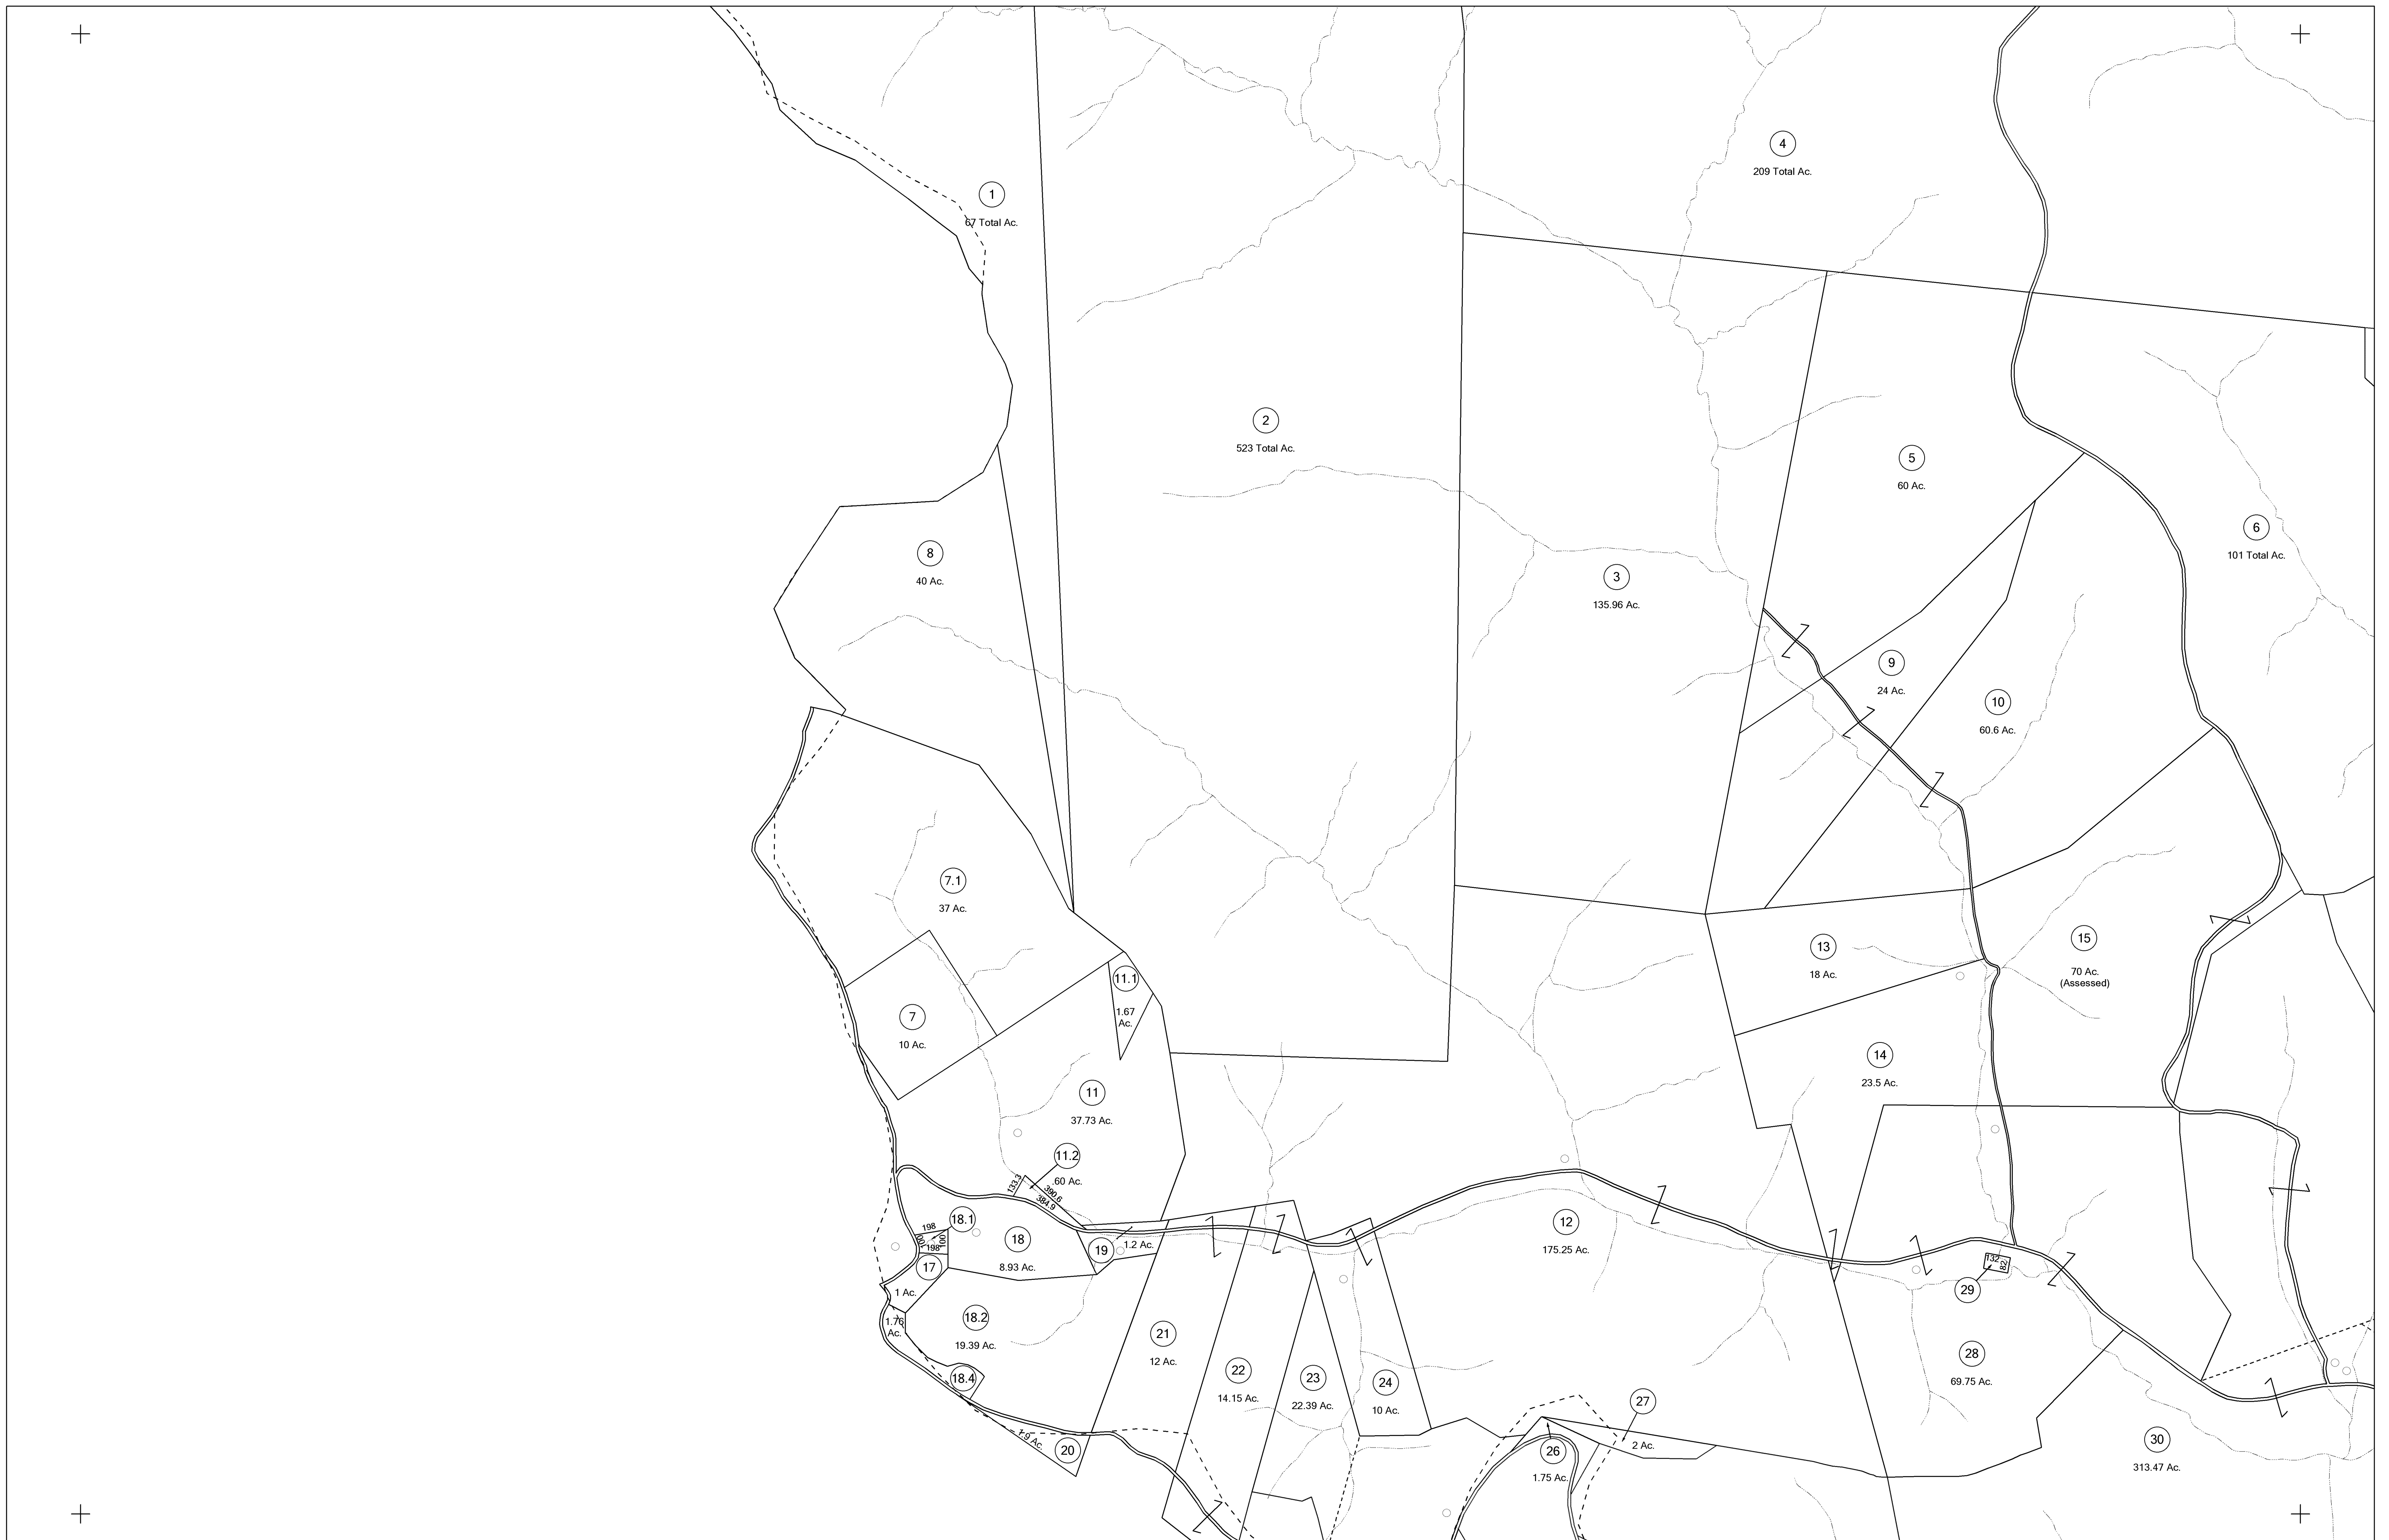 4
209 Total Ac.
1
67 Total Ac.
2
523 Total Ac.
5
60 Ac.
6
101 Total Ac.
8
40 Ac.
3
135.96 Ac.
9
24 Ac.
10
60.6 Ac.
7.1
37 Ac.
13
18 Ac.
15
70 Ac.
(Assessed)
11.1
1.67
Ac.
7
10 Ac.
14
23.5 Ac.
11
37.73 Ac.
11.2
.60 Ac.
133.3
390.6
384.9
18.1
198
100
100
198
18
8.93 Ac.
19
1.2 Ac.
12
175.25 Ac.
17
1 Ac.
132
82
29
1.76
Ac.
18.2
19.39 Ac.
21
12 Ac.
28
69.75 Ac.
18.4
22
14.15 Ac.
23
22.39 Ac.
24
10 Ac.
27
2 Ac.
1.9 Ac.
20
26
1.75 Ac.
30
313.47 Ac.